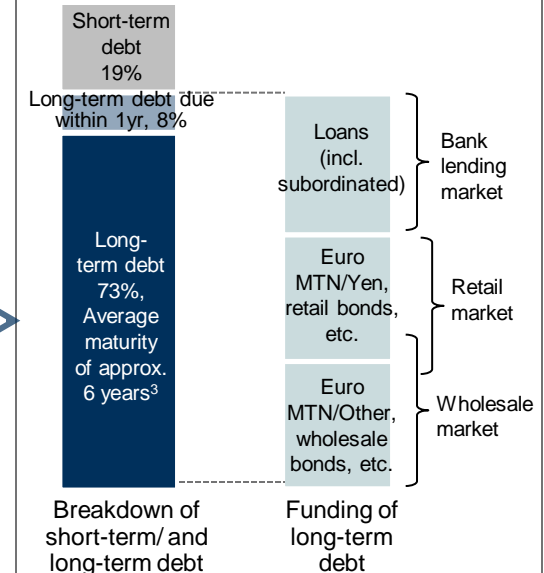 Short-term
debt
19%
Long-term debt due
within 1yr, 8%
Long-
term debt
73%,
Average
maturity
of approx.
6 years³
Breakdown of
short-term/ and
long-term debt
Loans
(incl.
subordinated)
Euro
MTN/Yen,
retail bonds,
etc.
Euro
MTN/Other,
wholesale
bonds, etc.
Funding of
long-term
debt
Bank
lending
market
Retail
market
Wholesale
market